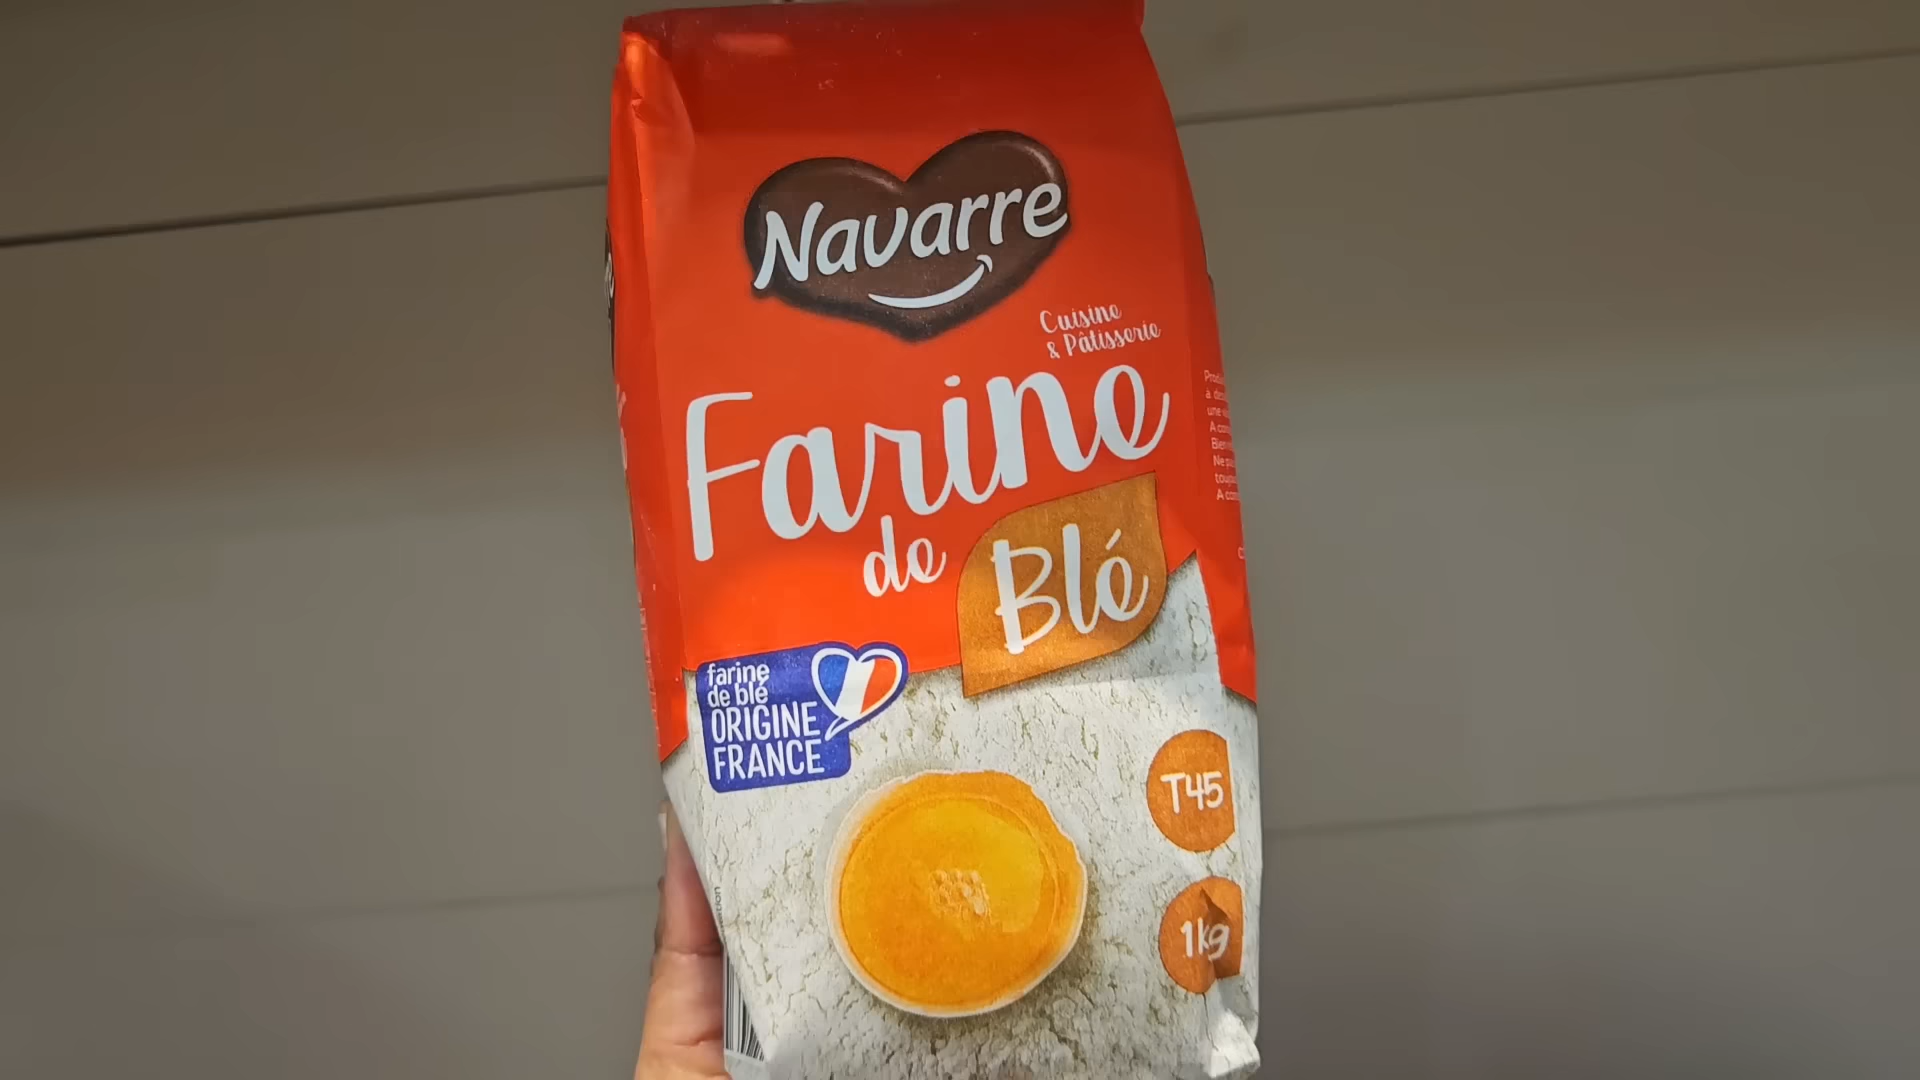 Navarre
Cuisine
& Pâtisserie
Farine
de Blé
farine
de blé
ORIGINE
FRANCE
T45
1kg